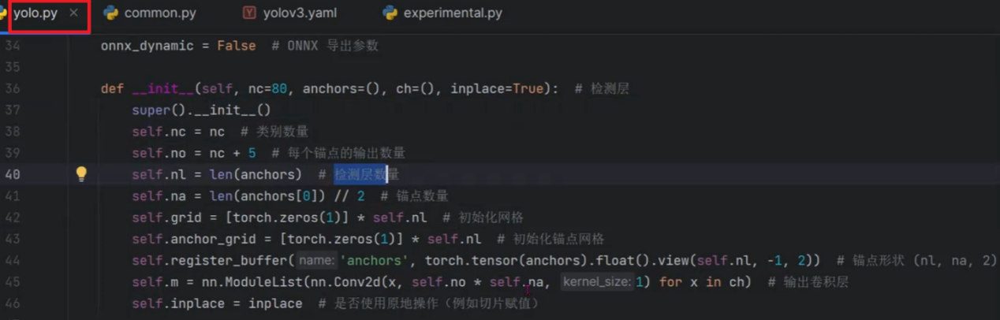 yolo.py × common.py yolov3.yaml experimental.py
34 onnx_dynamic = False # ONNX 导出参数
35
36 def __init__(self, nc=80, anchors=(), ch=(), inplace=True): # 检测层
37 super().__init__()
38 self.nc = nc # 类别数量
39 self.no = nc + 5 # 每个锚点的输出数量
40 self.nl = len(anchors) # 检测层数量
41 self.na = len(anchors[0]) // 2 # 锚点数量
42 self.grid = [torch.zeros(1)] * self.nl # 初始化网格
43 self.anchor_grid = [torch.zeros(1)] * self.nl # 初始化锚点网格
44 self.register_buffer( name: 'anchors', torch.tensor(anchors).float().view(self.nl, -1, 2)) # 锚点形状 (nl, na, 2)
45 self.m = nn.ModuleList(nn.Conv2d(x, self.no * self.na, kernel_size: 1) for x in ch) # 输出卷积层
46 self.inplace = inplace # 是否使用原地操作（例如切片赋值）